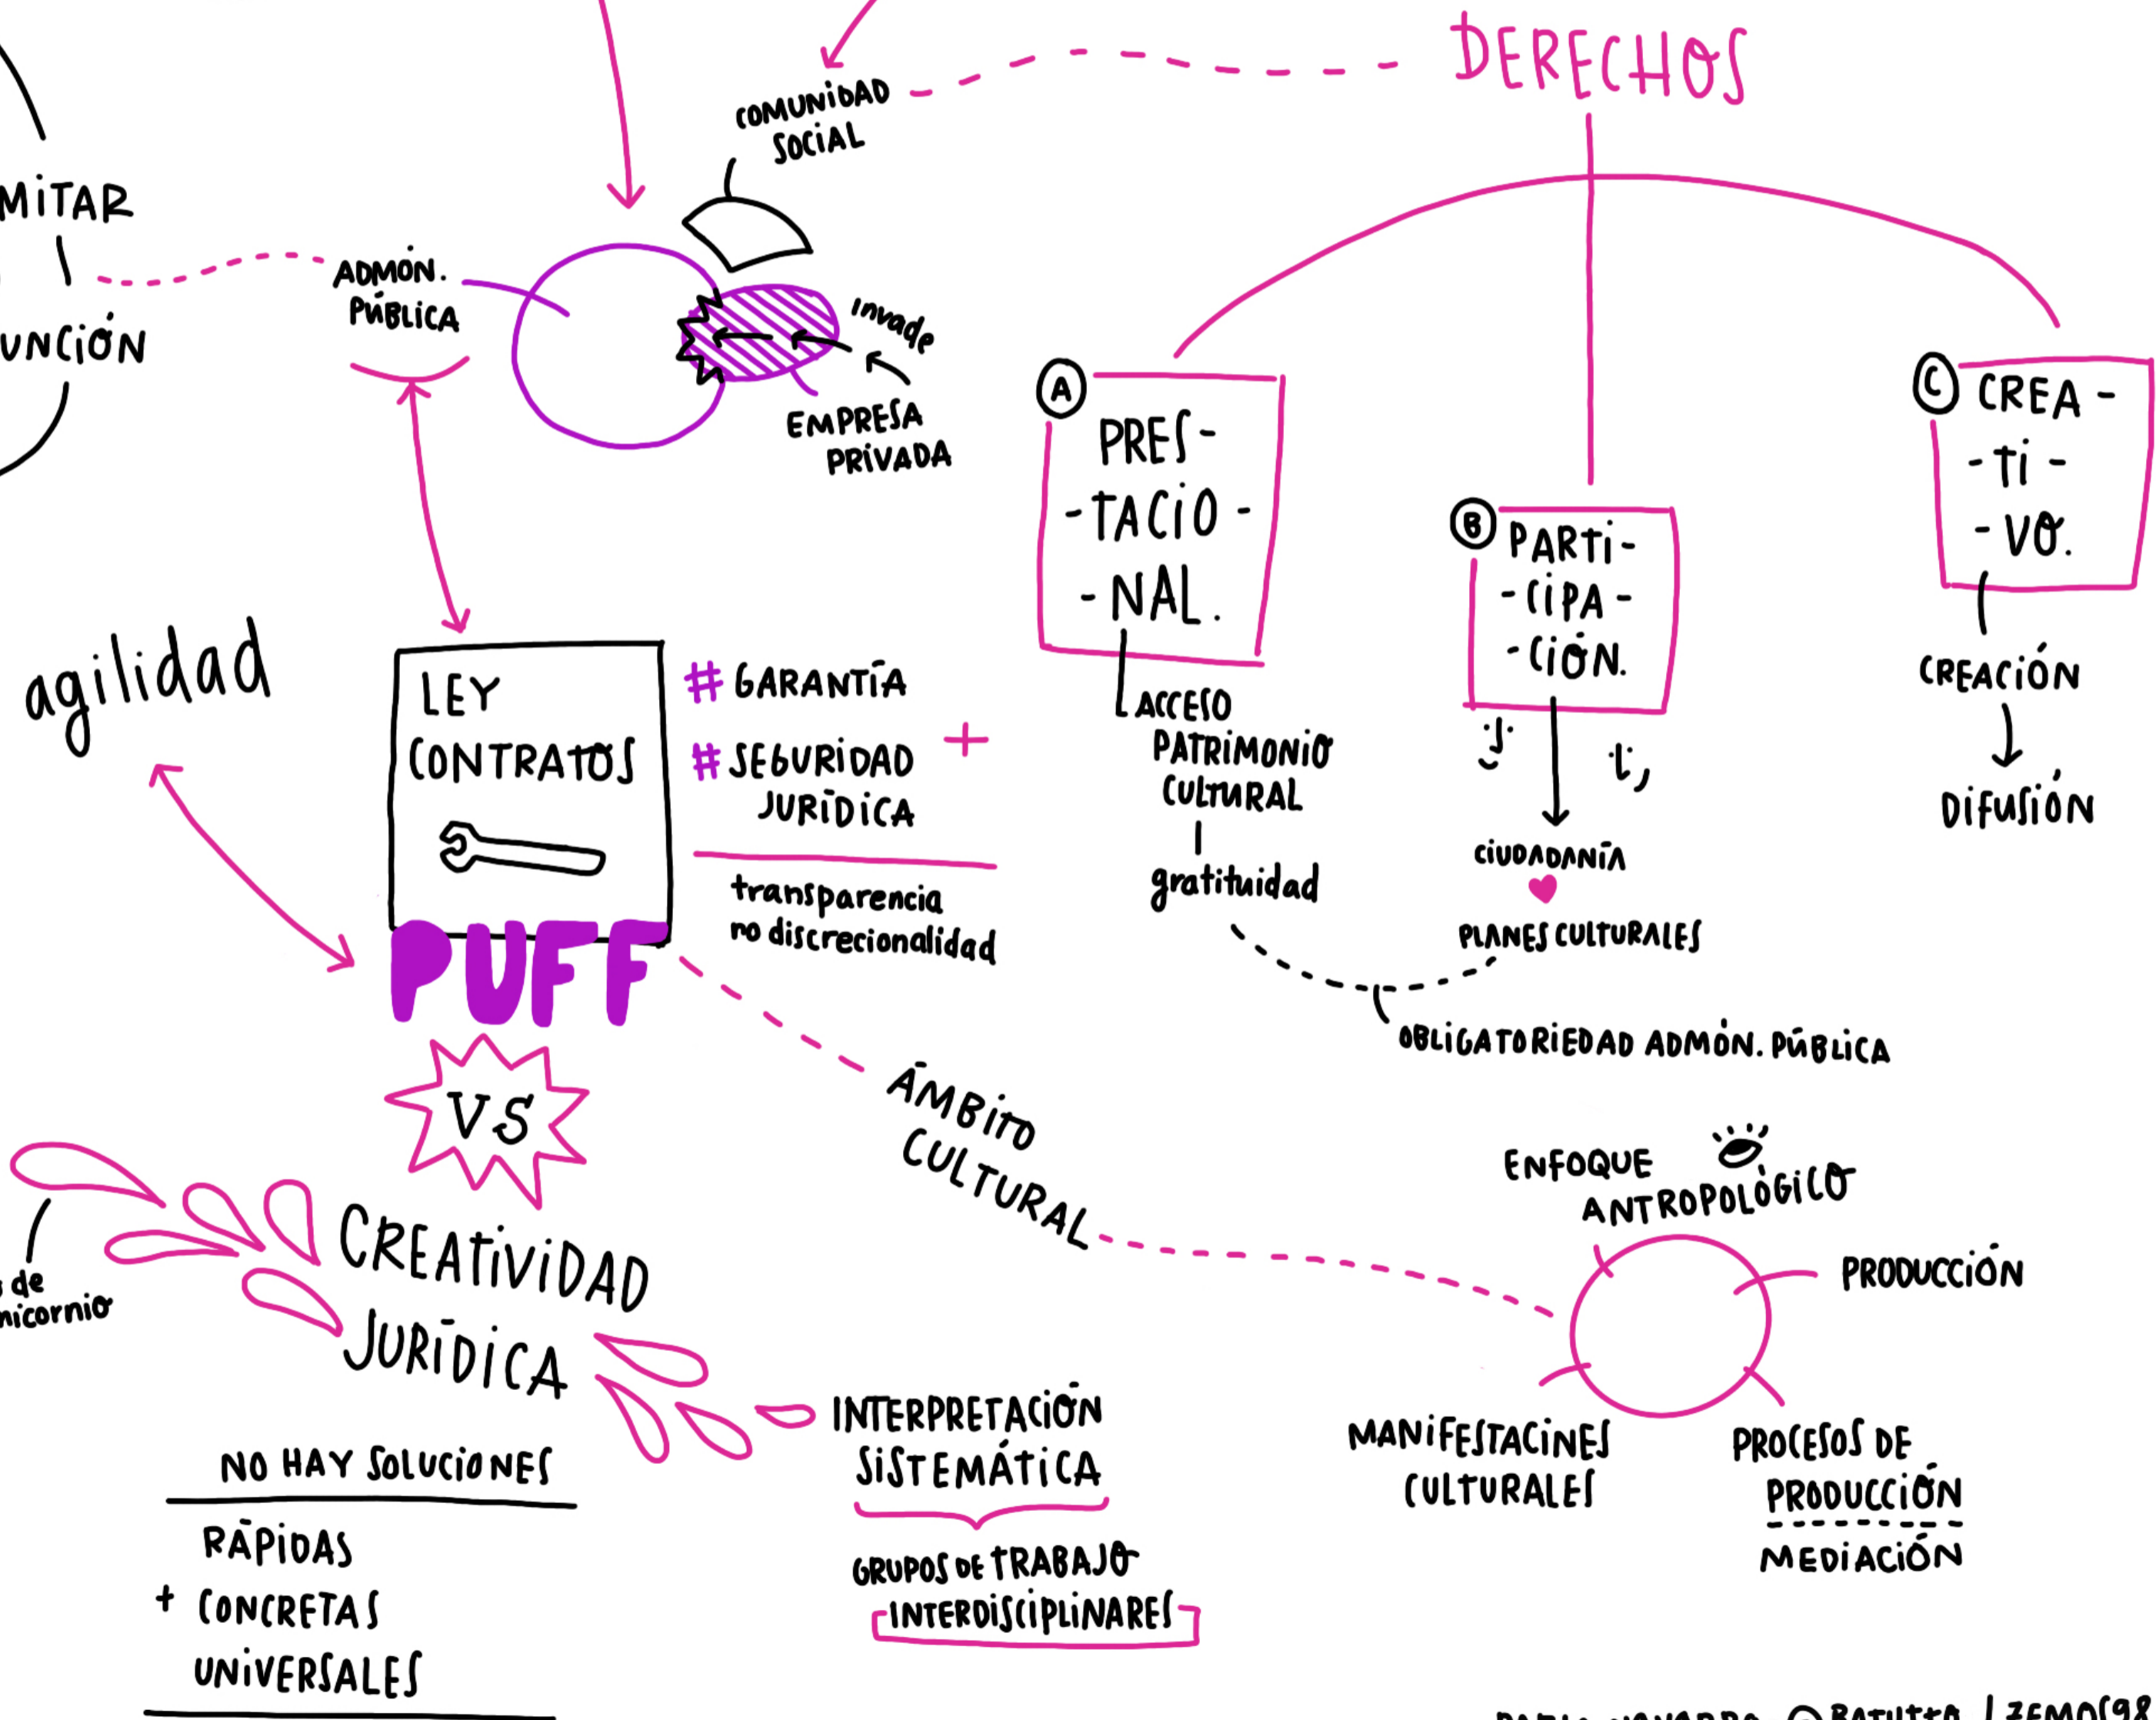 DERECHOS
COMUNIDAD
SOCIAL
MITAR
UNCIÓN
ADMÓN.
PÚBLICA
invade
EMPRESA
PRIVADA
A
PRES-
-TACIO-
-NAL.
B
PARTI-
-CIPA-
-CIÓN.
C
CREA-
-TI-
-VO.
CREACIÓN
DIFUSIÓN
ACCESO
PATRIMONIO
CULTURAL
gratituidad
CIUDADANÍA
PLANES CULTURALES
OBLIGATORIEDAD ADMÓN. PÚBLICA
agilidad
LEY
CONTRATOS
# GARANTÍA
# SEGURIDAD
JURÍDICA
+
transparencia
no discrecionalidad
PUFF
VS
CREATIVIDAD
JURÍDICA
de
nicornio
ÁMBITO
CULTURAL
ENFOQUE
ANTROPOLÓGICO
PRODUCCIÓN
MANIFESTACINES
CULTURALES
PROCESOS DE
PRODUCCIÓN
MEDIACIÓN
INTERPRETACIÓN
SISTEMÁTICA
GRUPOS DE TRABAJO
INTERDISCIPLINARES
NO HAY SOLUCIONES
RÁPIDAS
+ CONCRETAS
UNIVERSALES